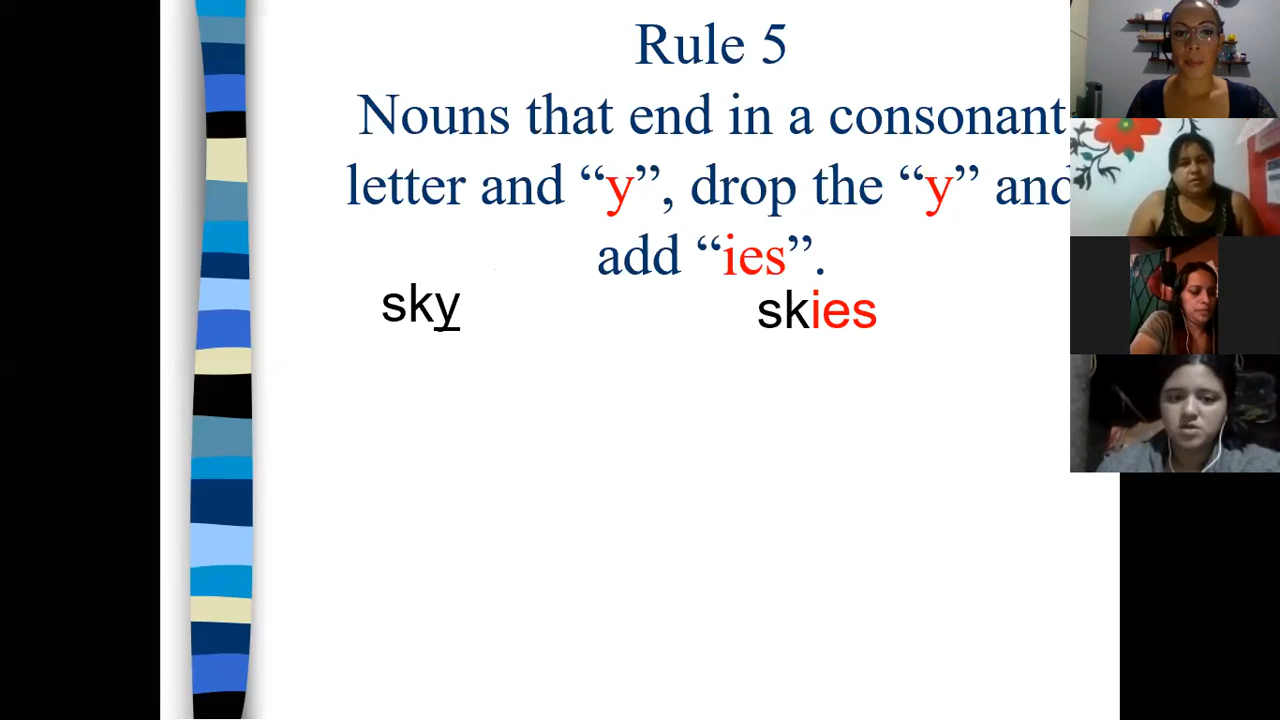 Rule 5
Nouns that end in a consonant
letter and “y”, drop the “y” and
add “ies”.
sky
skies